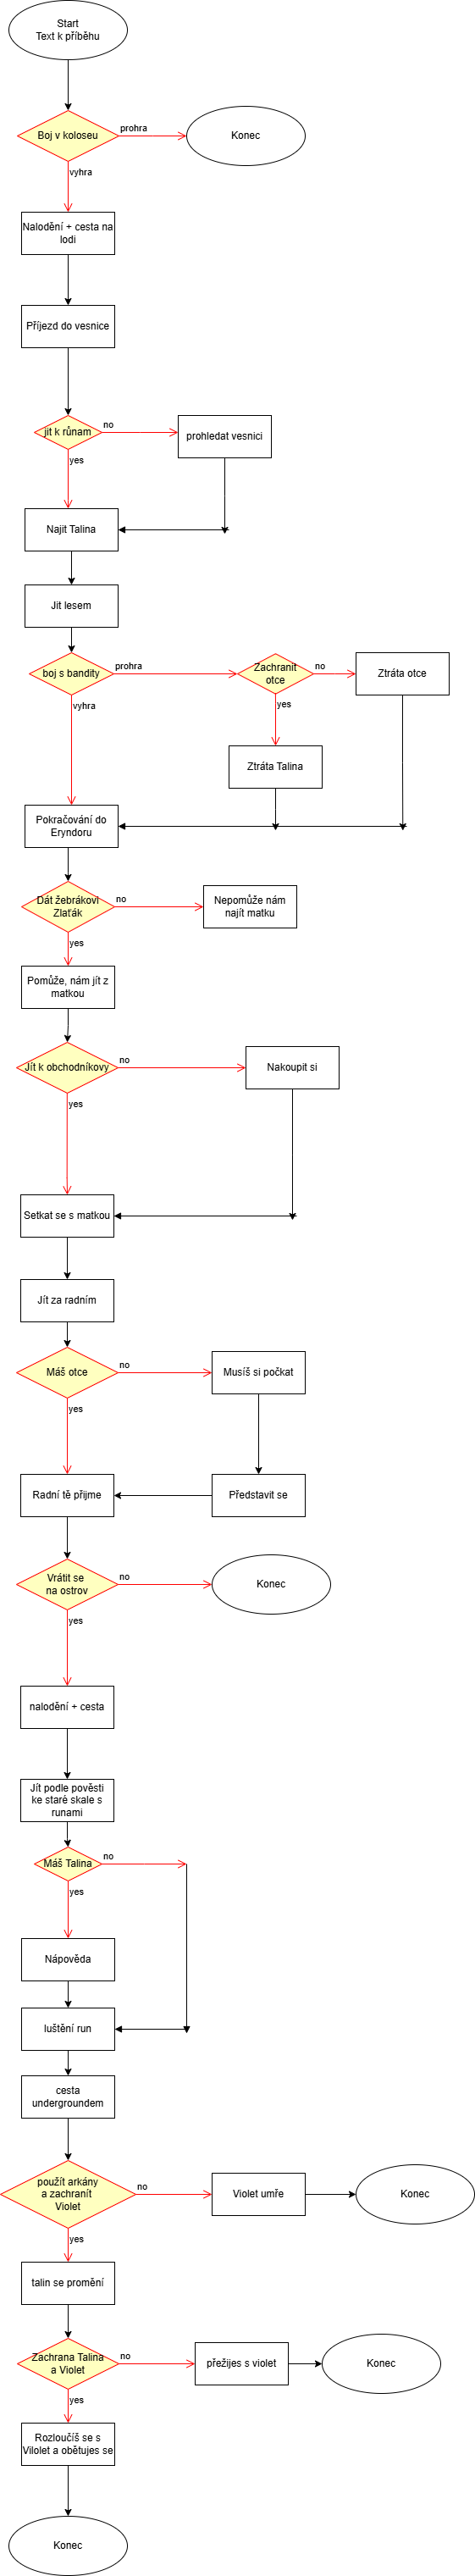 Start
Text k příběhu
Boj v koloseu
prohra
Konec
vyhra
Nalodění + cesta na
lodi
Příjezd do vesnice
jit k růnam
no
prohledat vesnici
yes
Najit Talina
Jit lesem
boj s bandity
prohra
Zachranit
otce
no
Ztráta otce
vyhra
yes
Ztráta Talina
Pokračování do
Eryndoru
Dát žebrákovi
Zlaťák
no
Nepomůže nám
najít matku
yes
Pomůže, nám jít z
matkou
Jít k obchodníkovy
no
Nakoupit si
yes
Setkat se s matkou
Jít za radním
Máš otce
no
Musíš si počkat
yes
Radní tě přijme
Představit se
Vrátit se
na ostrov
no
Konec
yes
nalodění + cesta
Jít podle pověsti
ke staré skale s
runami
Máš Talina
no
yes
Nápověda
luštění run
cesta
undergroundem
použít arkány
a zachranít
Violet
no
Violet umře
Konec
yes
talin se promění
Zachrana Talina
a Violet
no
přežijes s violet
Konec
yes
Rozloučíš se s
Vilolet a obětujes se
Konec